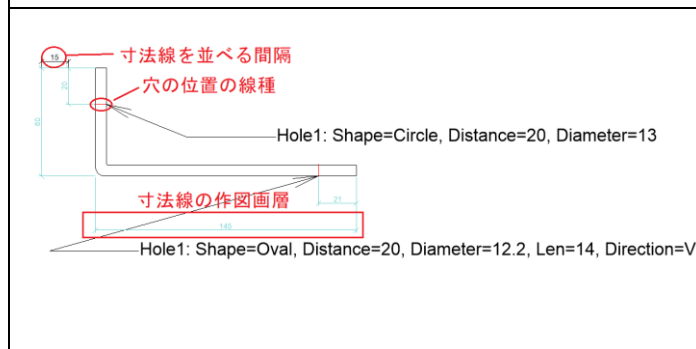 15
寸法線を並べる間隔
20
穴の位置の線種
60
Hole1: Shape=Circle, Distance=20, Diameter=13
寸法線の作図画層
21
145
Hole1: Shape=Oval, Distance=20, Diameter=12.2, Len=14, Direction=V